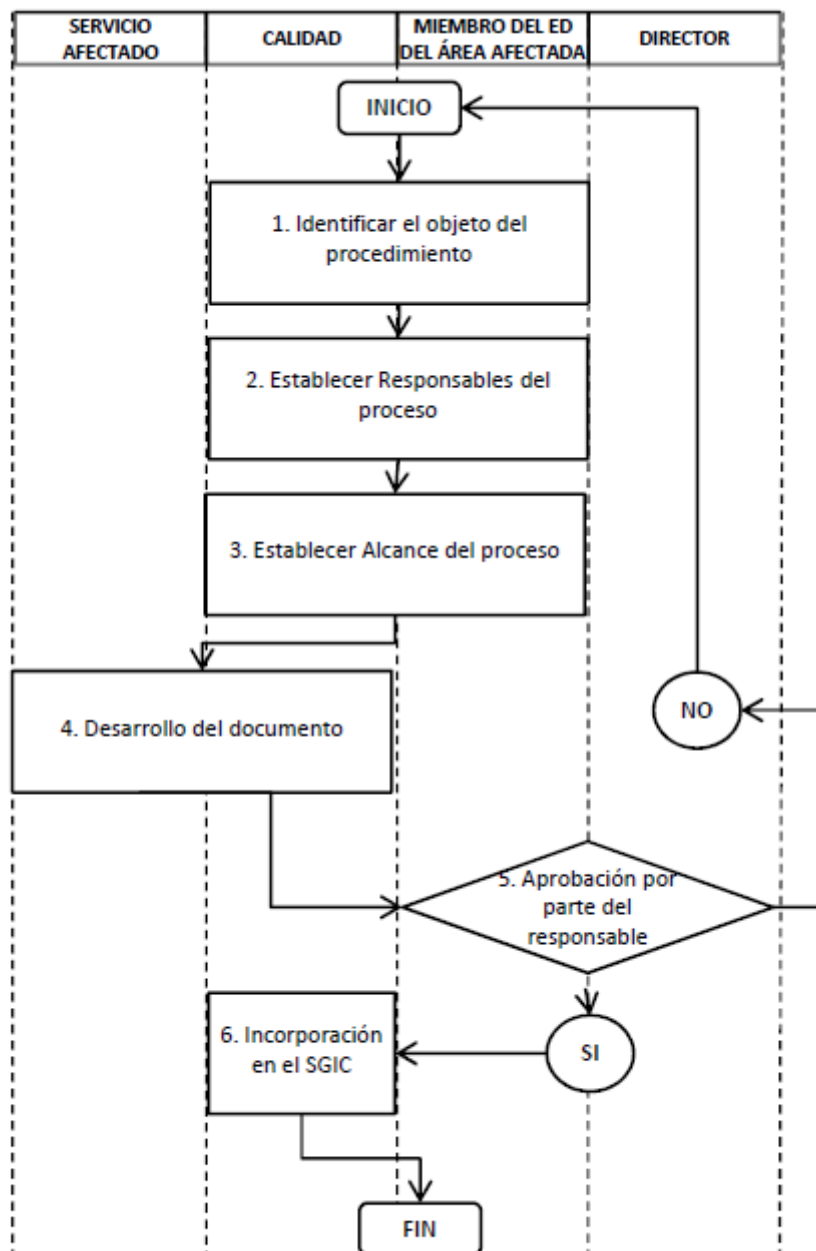 SERVICIO
AFECTADO
CALIDAD
MIEMBRO DEL ED
DEL ÁREA AFECTADA
DIRECTOR
INICIO
1. Identificar el objeto del
procedimiento
2. Establecer Responsables del
proceso
3. Establecer Alcance del proceso
4. Desarrollo del documento
NO
5. Aprobación por
parte del
responsable
6. Incorporación
en el SGIC
SI
FIN